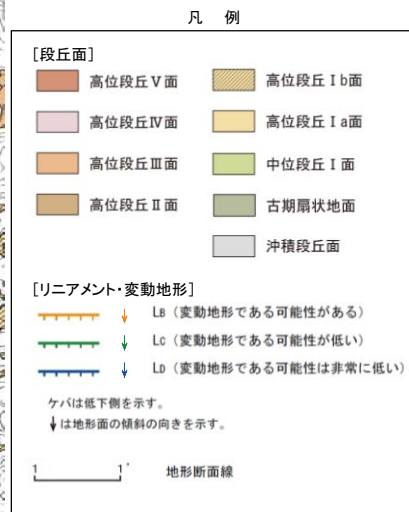 凡 例
[段丘面]
高位段丘Ⅴ面
高位段丘Ⅰb面
高位段丘Ⅳ面
高位段丘Ⅰa面
高位段丘Ⅲ面
中位段丘Ⅰ面
高位段丘Ⅱ面
古期扇状地面
沖積段丘面
[リニアメント・変動地形]
LB（変動地形である可能性がある）
LC（変動地形である可能性が低い）
LD（変動地形である可能性は非常に低い）
ケバは低下側を示す。
↓は地形面の傾斜の向きを示す。
1 1' 地形断面線